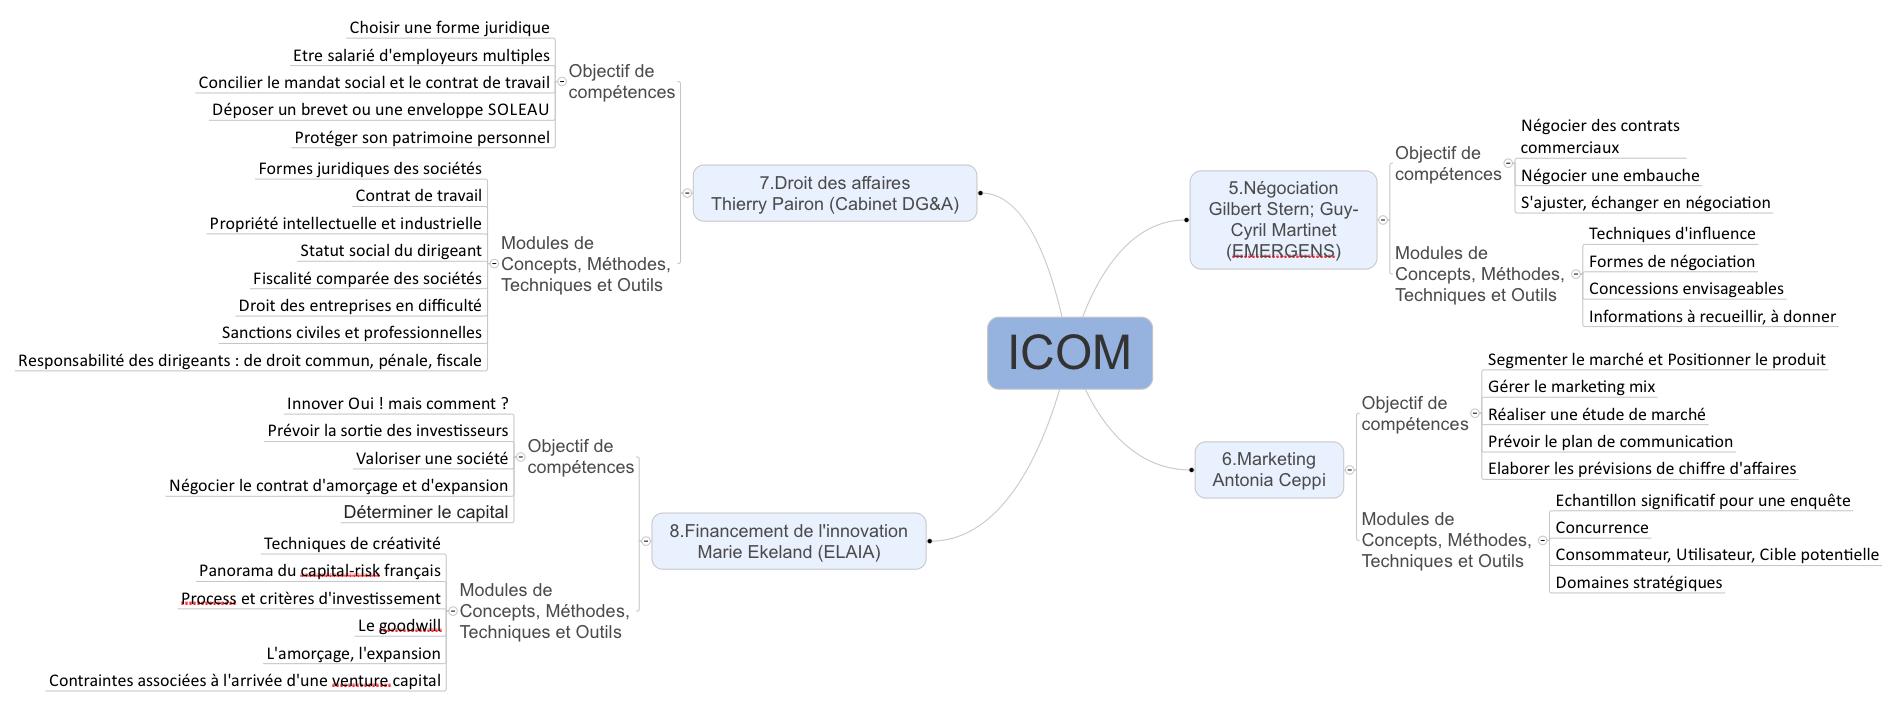 ICOM
5.Négociation
Gilbert Stern; Guy-
Cyril Martinet
(EMERGENS)
Objectif de
compétences
Négocier des contrats
commerciaux
Négocier une embauche
S'ajuster, échanger en négociation
Modules de
Concepts, Méthodes,
Techniques et Outils
Techniques d'influence
Formes de négociation
Concessions envisageables
Informations à recueillir, à donner
6.Marketing
Antonia Ceppi
Objectif de
compétences
Segmenter le marché et Positionner le produit
Gérer le marketing mix
Réaliser une étude de marché
Prévoir le plan de communication
Elaborer les prévisions de chiffre d'affaires
Modules de
Concepts, Méthodes,
Techniques et Outils
Echantillon significatif pour une enquête
Concurrence
Consommateur, Utilisateur, Cible potentielle
Domaines stratégiques
7.Droit des affaires
Thierry Pairon (Cabinet DG&A)
Objectif de
compétences
Choisir une forme juridique
Etre salarié d'employeurs multiples
Concilier le mandat social et le contrat de travail
Déposer un brevet ou une enveloppe SOLEAU
Protéger son patrimoine personnel
Modules de
Concepts, Méthodes,
Techniques et Outils
Formes juridiques des sociétés
Contrat de travail
Propriété intellectuelle et industrielle
Statut social du dirigeant
Fiscalité comparée des sociétés
Droit des entreprises en difficulté
Sanctions civiles et professionnelles
Responsabilité des dirigeants : de droit commun, pénale, fiscale
8.Financement de l'innovation
Marie Ekeland (ELAIA)
Objectif de
compétences
Innover Oui ! mais comment ?
Prévoir la sortie des investisseurs
Valoriser une société
Négocier le contrat d'amorçage et d'expansion
Déterminer le capital
Modules de
Concepts, Méthodes,
Techniques et Outils
Techniques de créativité
Panorama du capital-risk français
Process et critères d'investissement
Le goodwill
L'amorçage, l'expansion
Contraintes associées à l'arrivée d'une venture capital